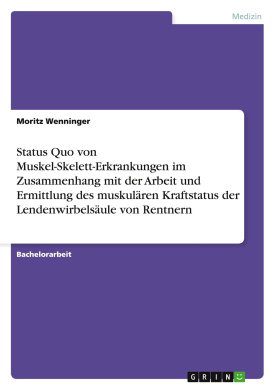 Medizin
Moritz Wenninger
Status Quo von
Muskel-Skelett-Erkrankungen im
Zusammenhang mit der Arbeit und
Ermittlung des muskulären Kraftstatus der
Lendenwirbelsäule von Rentnern
Bachelorarbeit
GRIN